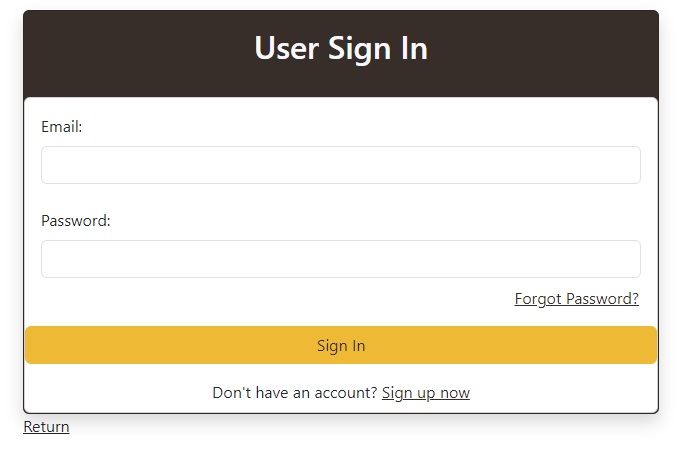 User Sign In
Email:
Password:
Forgot Password?
Sign In
Don't have an account? Sign up now
Return